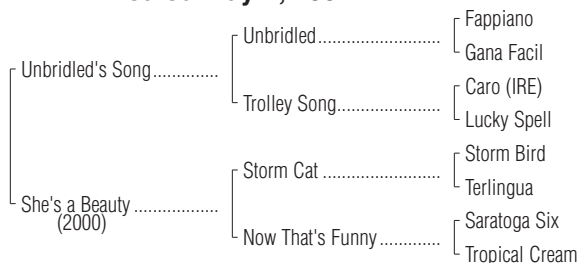 Fappiano
Unbridled........................
Gana Facil
Unbridled's Song..............
Caro (IRE)
Trolley Song....................
Lucky Spell
Storm Bird
Storm Cat .......................
Terlingua
She's a Beauty .................
(2000)
Saratoga Six
Now That's Funny............
Tropical Cream